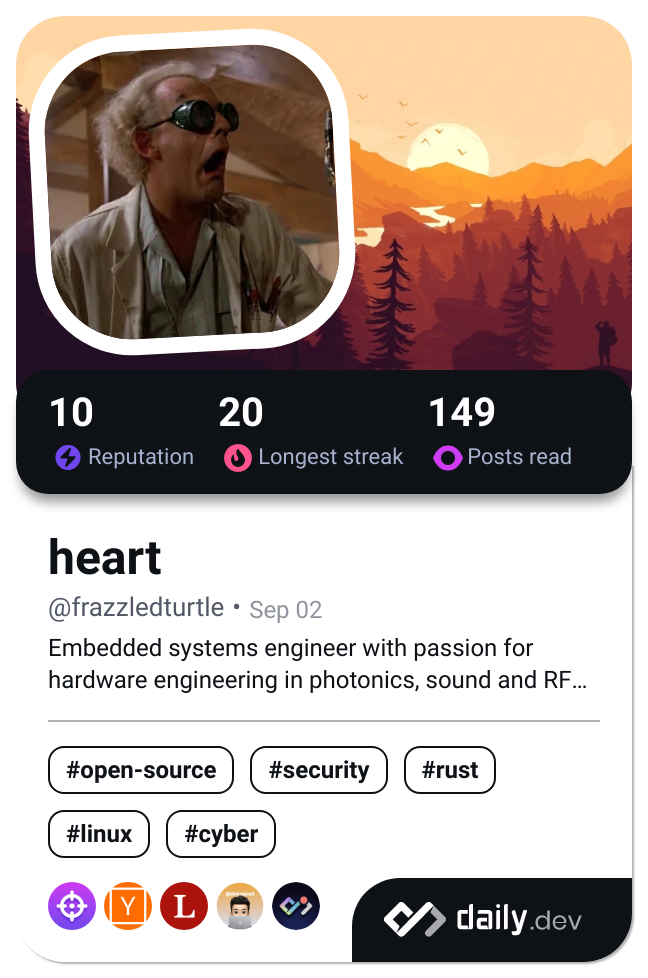 10 20 149
Reputation Longest streak Posts read
heart
@frazzledturtle • Sep 02
Embedded systems engineer with passion for
hardware engineering in photonics, sound and RF...
#open-source #security #rust
#linux #cyber
Y L
daily.dev